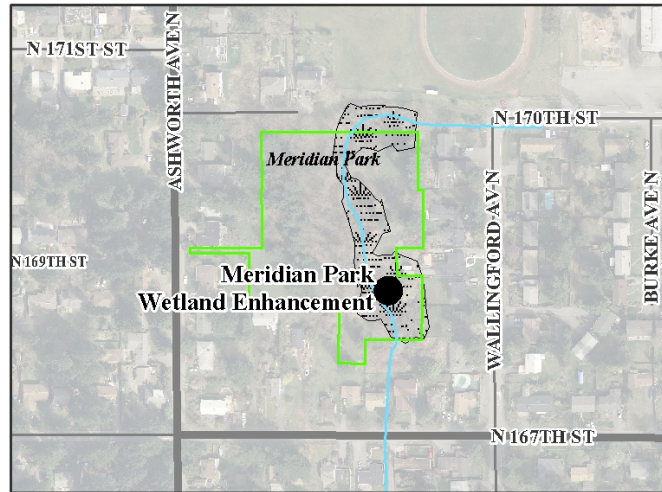 N 171ST ST
ASHWORTH AVE N
N 170TH ST
Meridian Park
WALLINGFORD AV N
BURKE AVE N
N 169TH ST
Meridian Park
Wetland Enhancement
N 167TH ST